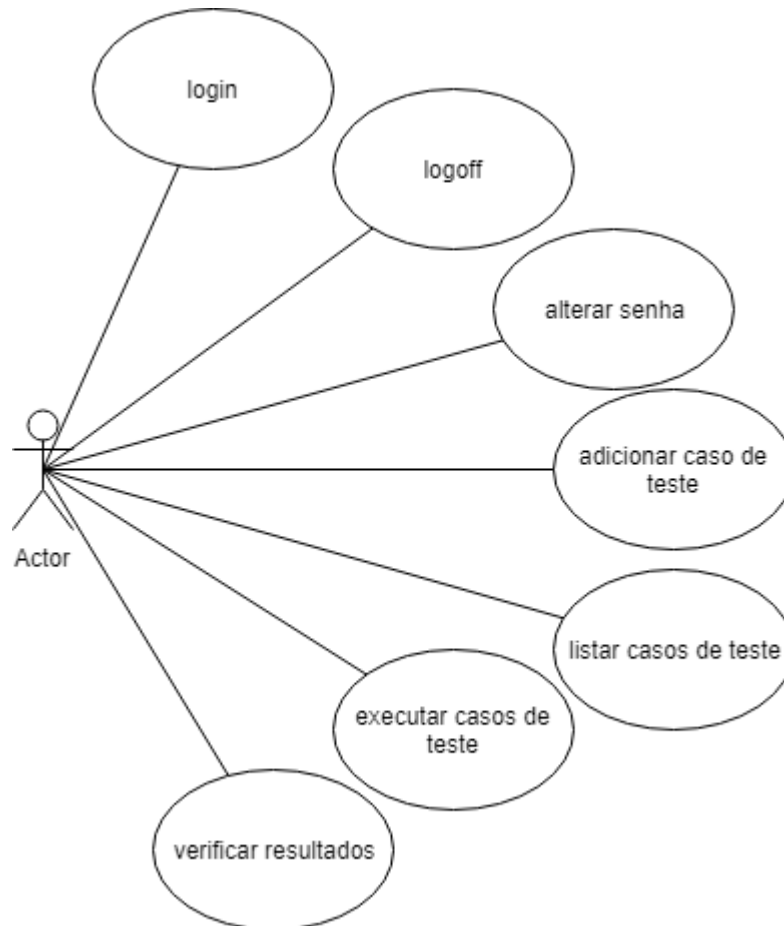 login
logoff
alterar senha
adicionar caso de
teste
Actor
listar casos de teste
executar casos de
teste
verificar resultados